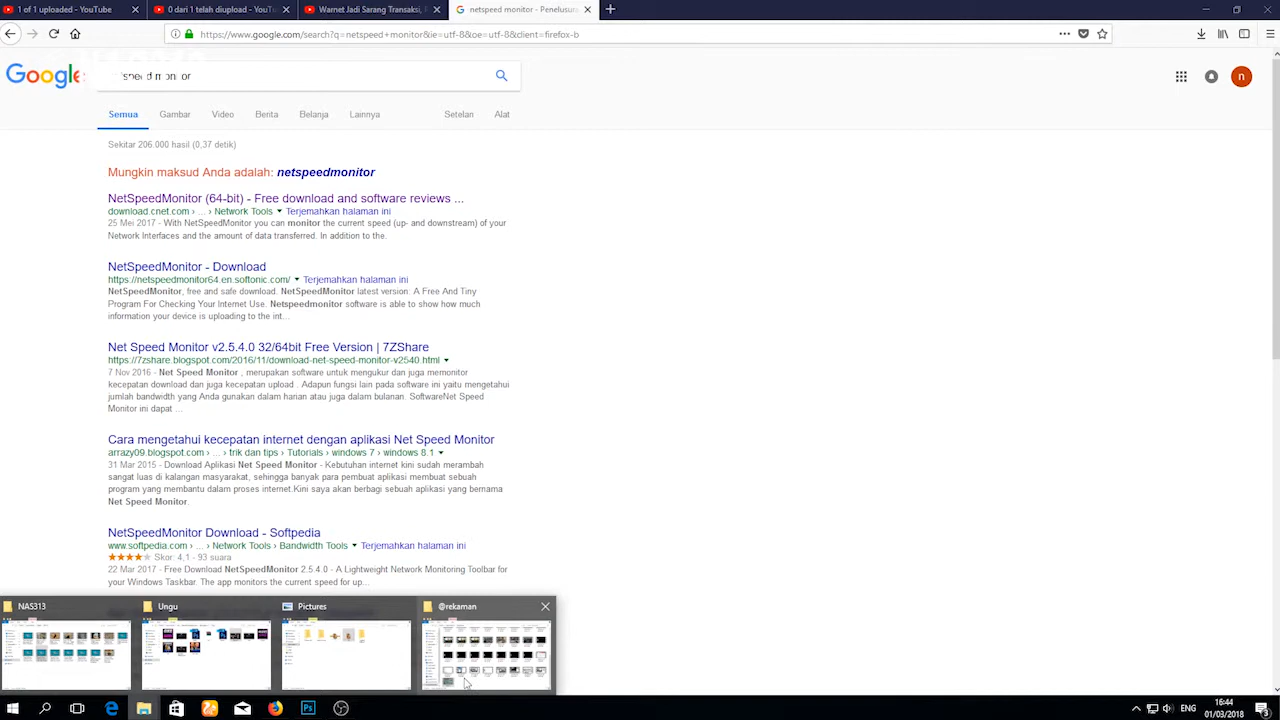 1 of 1 uploaded - YouTube
0 dari 1 telah diupload - YouTu
Warnet Jadi Sarang Transaksi, P
netspeed monitor - Penelusura
https://www.google.com/search?q=netspeed+monitor&ie=utf-8&oe=utf-8&client=firefox-b
Google
speed monitor
n
Semua
Gambar
Video
Berita
Belanja
Lainnya
Setelan
Alat
Sekitar 206.000 hasil (0,37 detik)
Mungkin maksud Anda adalah: netspeedmonitor
NetSpeedMonitor (64-bit) - Free download and software reviews ...
download.cnet.com › ... › Network Tools Terjemahkan halaman ini
25 Mei 2017 - With NetSpeedMonitor you can monitor the current speed (up- and downstream) of your
Network Interfaces and the amount of data transferred. In addition to the.
NetSpeedMonitor - Download
https://netspeedmonitor64.en.softonic.com/ Terjemahkan halaman ini
NetSpeedMonitor, free and safe download. NetSpeedMonitor latest version: A Free And Tiny
Program For Checking Your Internet Use. Netspeedmonitor software is able to show how much
information your device is uploading to the int...
Net Speed Monitor v2.5.4.0 32/64bit Free Version | 7ZShare
https://7zshare.blogspot.com/2016/11/download-net-speed-monitor-v2540.html
7 Nov 2016 - Net Speed Monitor , merupakan software untuk mengukur dan juga memonitor
kecepatan download dan juga kecepatan upload . Adapun fungsi lain pada software ini yaitu mengetahui
jumlah bandwidth yang Anda gunakan dalam harian atau juga dalam bulanan. SoftwareNet Speed
Monitor ini dapat ...
Cara mengetahui kecepatan internet dengan aplikasi Net Speed Monitor
arrazy09.blogspot.com › ... › trik dan tips › Tutorials › windows 7 › windows 8.1
31 Mar 2015 - Download Aplikasi Net Speed Monitor - Kebutuhan internet kini sudah merambah
sangat luas di kalangan masyarakat, sehingga banyak para pembuat aplikasi membuat sebuah
program yang membantu dalam proses internet.Kini saya akan berbagi sebuah aplikasi yang bernama
Net Speed Monitor.
NetSpeedMonitor Download - Softpedia
www.softpedia.com › ... › Network Tools › Bandwidth Tools Terjemahkan halaman ini
Skor: 4,1 - 93 suara
22 Mar 2017 - Free Download NetSpeedMonitor 2.5.4.0 - A Lightweight Network Monitoring Toolbar for
your Windows Taskbar. The app monitors the current speed for up...
NAS313
Ungu
Pictures
@rekaman
ENG
16:44
01/03/2018
3